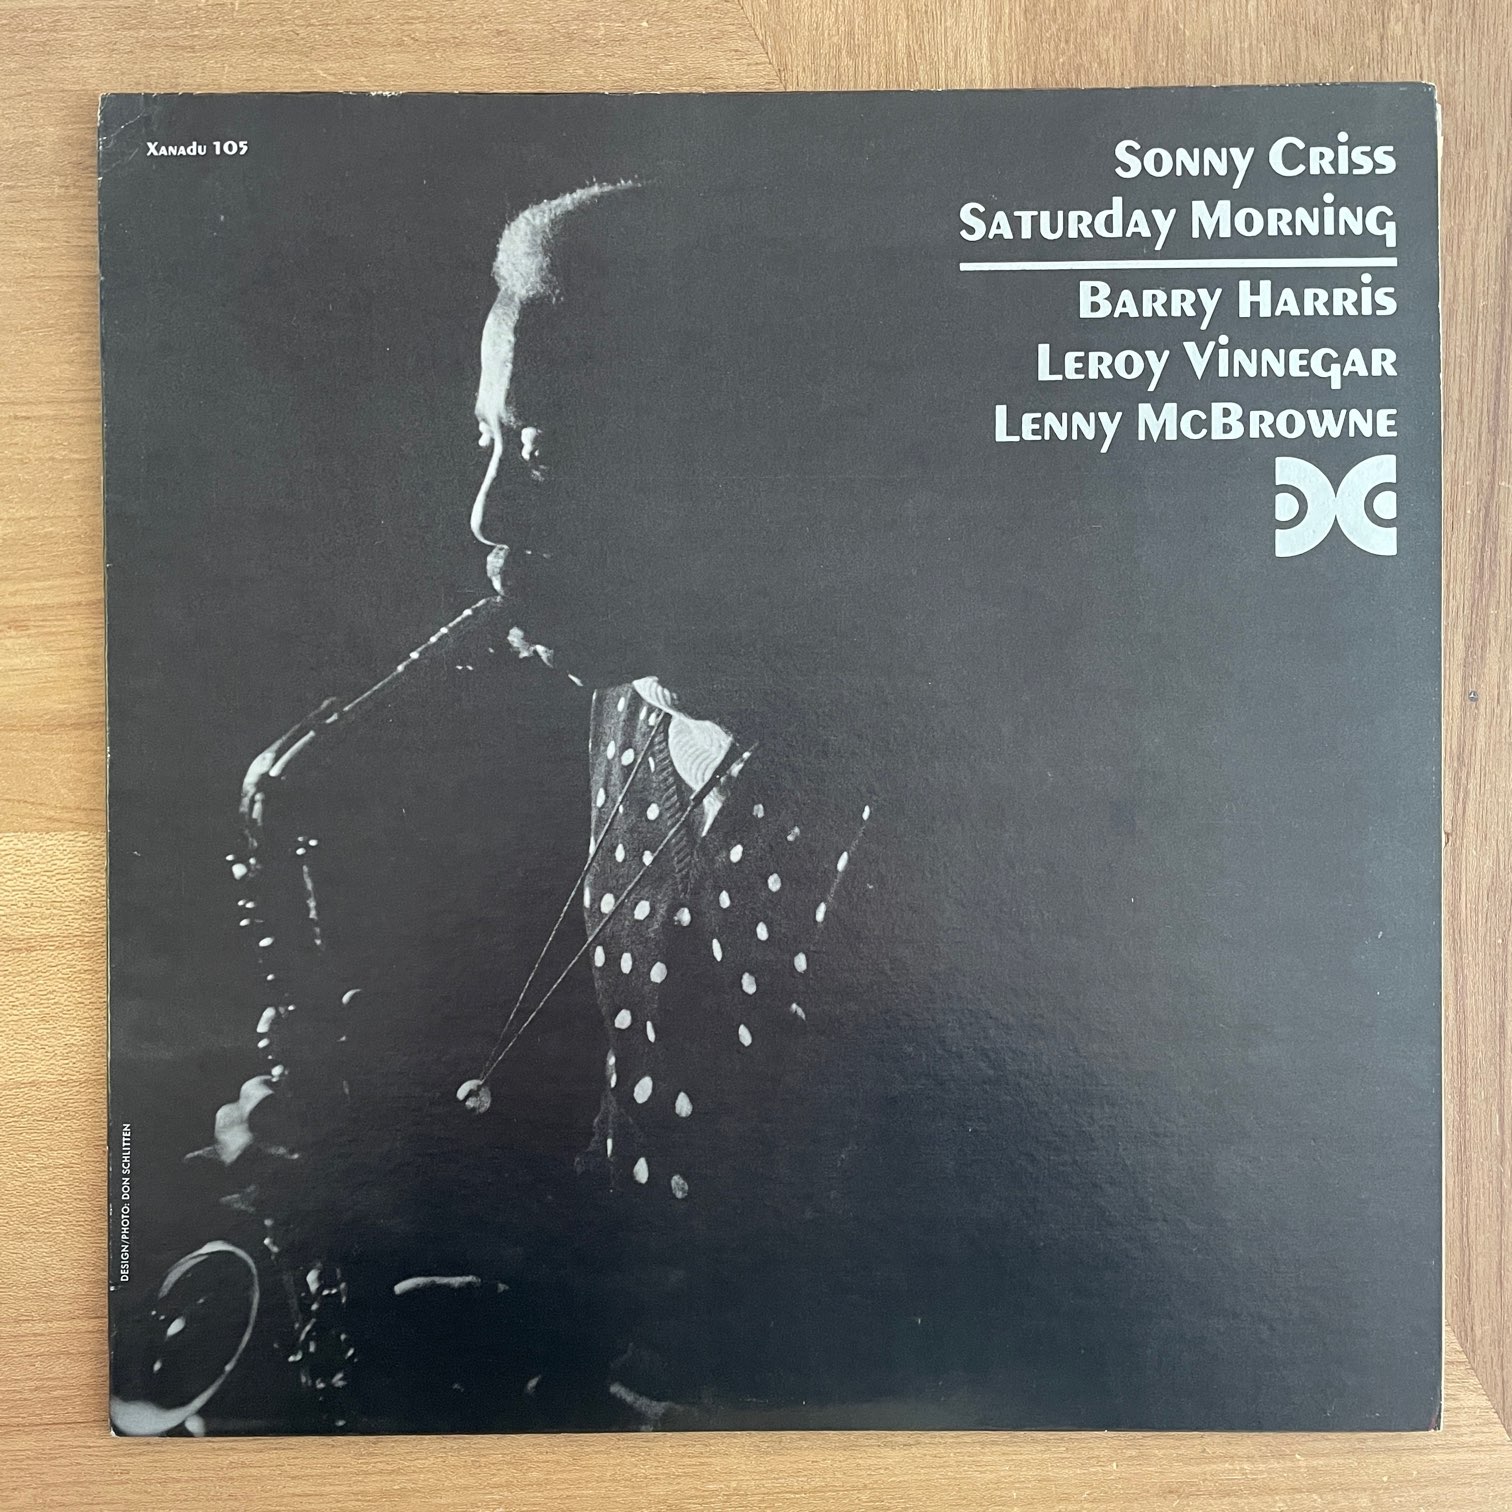 Xanadu 105
Sonny Criss
Saturday Morning
Barry Harris
Leroy Vinnegar
Lenny McBrowne
DESIGN/PHOTO: DON SCHLITTEN